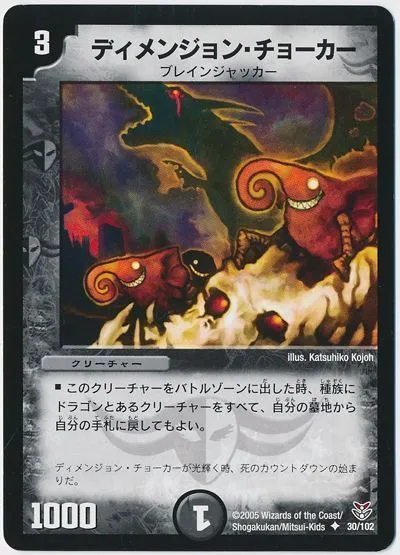 3
ディメンジョン・チョーカー
ブレインジャッカー
illus. Katsuhiko Kojoh
クリーチャー
■ このクリーチャーをバトルゾーンに出した時、種族に
ドラゴンとあるクリーチャーをすべて、自分の墓地から
自分の手札に戻してもよい。
ディメンジョン・チョーカーが光輝く時、死のカウントダウンの始ま
りだ。
1000
1
©2005 Wizards of the Coast/
Shogakukan/Mitsui-Kids ✦ 30/102